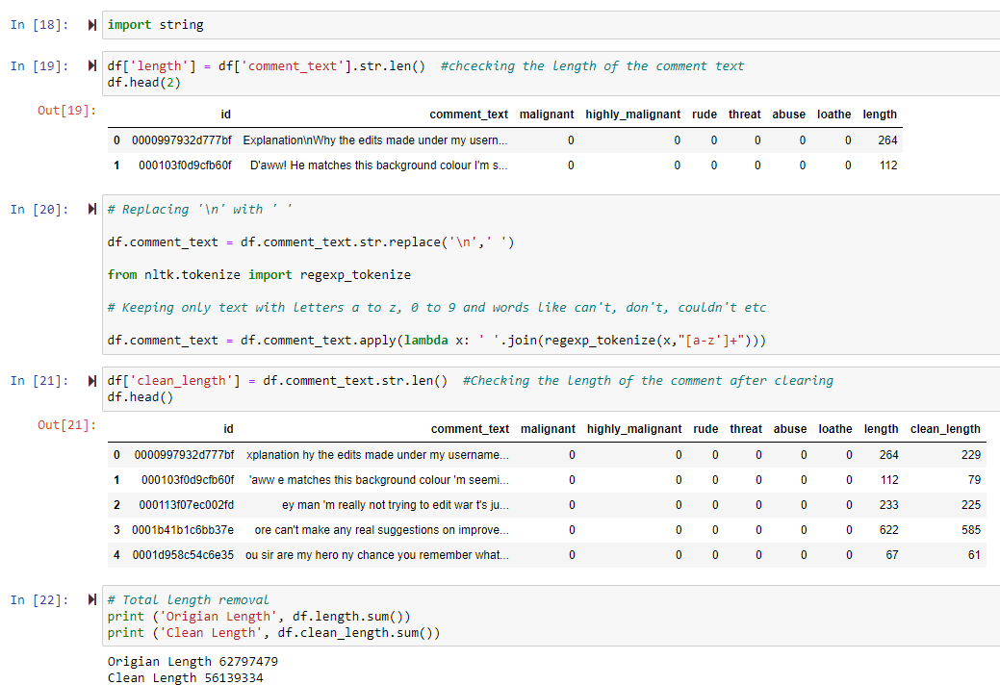 In [18]: import string
In [19]: df['length'] = df['comment_text'].str.len()  #chcecking the length of the comment text
df.head(2)
Out[19]:
id comment_text malignant highly_malignant rude threat abuse loathe length
0 0000997932d777bf Explanation\nWhy the edits made under my usern... 0 0 0 0 0 0 264
1 000103f0d9cfb60f D'aww! He matches this background colour I'm s... 0 0 0 0 0 0 112
In [20]: # Replacing '\n' with ' '
df.comment_text = df.comment_text.str.replace('\n',' ')
from nltk.tokenize import regexp_tokenize
# Keeping only text with letters a to z, 0 to 9 and words like can't, don't, couldn't etc
df.comment_text = df.comment_text.apply(lambda x: ' '.join(regexp_tokenize(x,"[a-z']+")))
In [21]: df['clean_length'] = df.comment_text.str.len()  #Checking the length of the comment after clearing
df.head()
Out[21]:
id comment_text malignant highly_malignant rude threat abuse loathe length clean_length
0 0000997932d777bf xplanation hy the edits made under my username... 0 0 0 0 0 0 264 229
1 000103f0d9cfb60f 'aww e matches this background colour 'm seemi... 0 0 0 0 0 0 112 79
2 000113f07ec002fd ey man 'm really not trying to edit war t's ju... 0 0 0 0 0 0 233 225
3 0001b41b1c6bb37e ore can't make any real suggestions on improve... 0 0 0 0 0 0 622 585
4 0001d958c54c6e35 ou sir are my hero ny chance you remember what... 0 0 0 0 0 0 67 61
In [22]: # Total length removal
print ('Origian Length', df.length.sum())
print ('Clean Length', df.clean_length.sum())
Origian Length 62797479
Clean Length 56139334